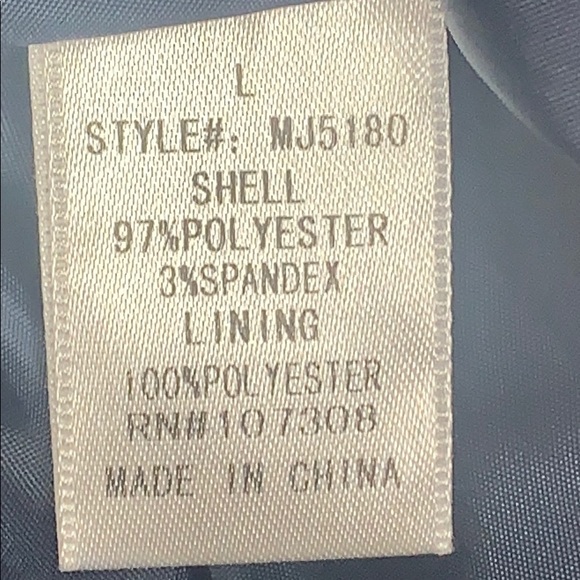 L
STYLE#: MJ5180
SHELL
97%POLYESTER
3%SPANDEX
LINING
100%POLYESTER
RN#107308
MADE IN CHINA